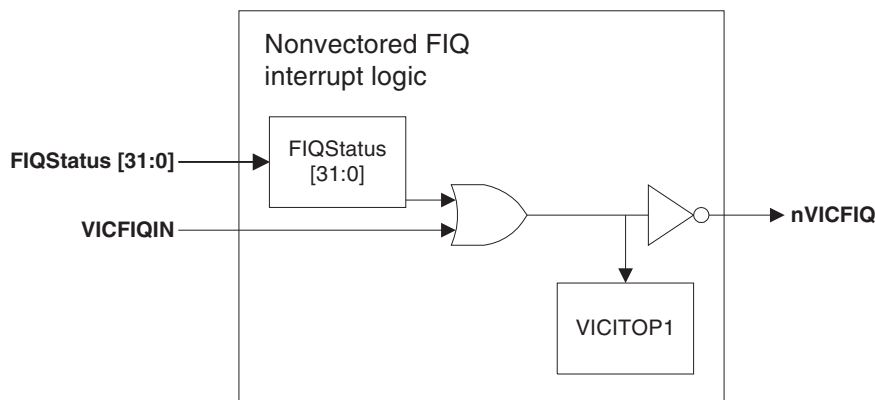 Nonvectored FIQ
interrupt logic
FIQStatus [31:0]
FIQStatus
[31:0]
VICFIQIN
nVICFIQ
VICITOP1